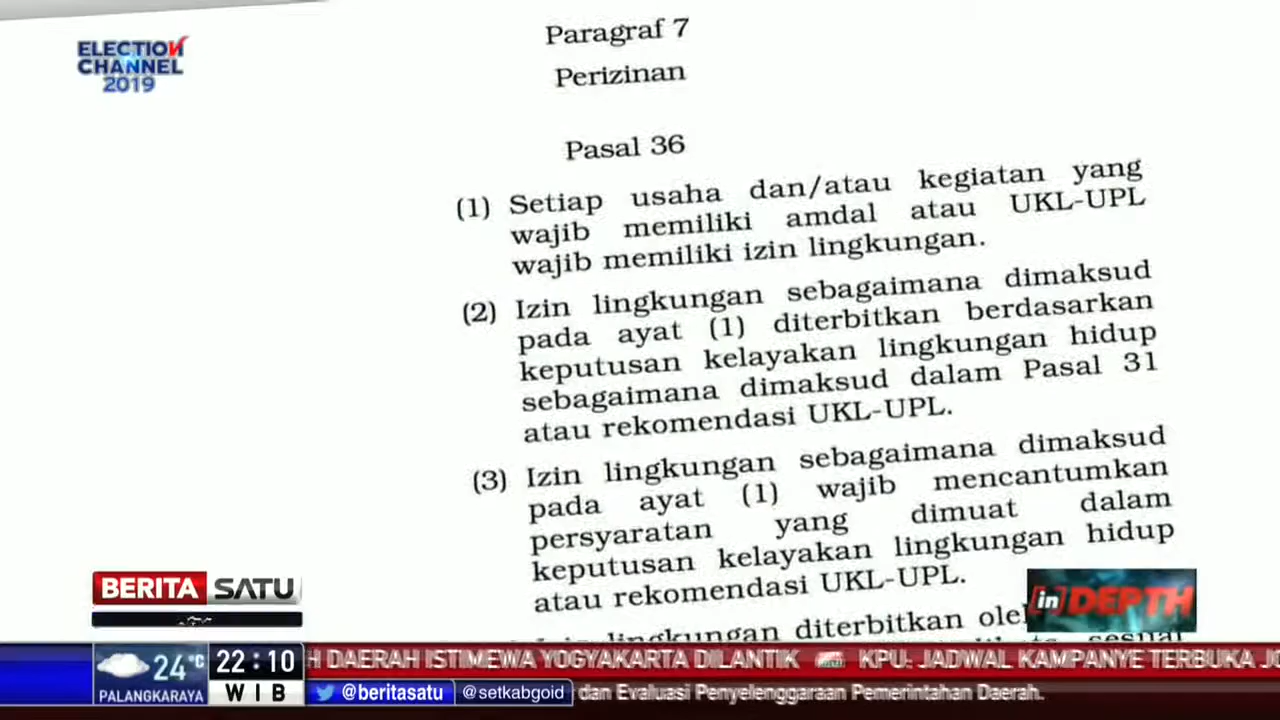 ELECTION
CHANNEL
2019
Paragraf 7
Perizinan
Pasal 36
(1) Setiap usaha dan/atau kegiatan yang
wajib memiliki amdal atau UKL-UPL
wajib memiliki izin lingkungan.
(2) Izin lingkungan sebagaimana dimaksud
pada ayat (1) diterbitkan berdasarkan
keputusan kelayakan lingkungan hidup
sebagaimana dimaksud dalam Pasal 31
atau rekomendasi UKL-UPL.
(3) Izin lingkungan sebagaimana dimaksud
pada ayat (1) wajib mencantumkan
persyaratan yang dimuat dalam
keputusan kelayakan lingkungan hidup
atau rekomendasi UKL-UPL.
lingkungan diterbitkan
BERITA SATU
[in] DEPTH
24°C
PALANGKARAYA
22:10
WIB
H DAERAH ISTIMEWA YOGYAKARTA DILANTIK KPU: JADWAL KAMPANYE TERBUKA
@beritasatu @setkabgoid dan Evaluasi Penyelenggaraan Pemerintahan Daerah.